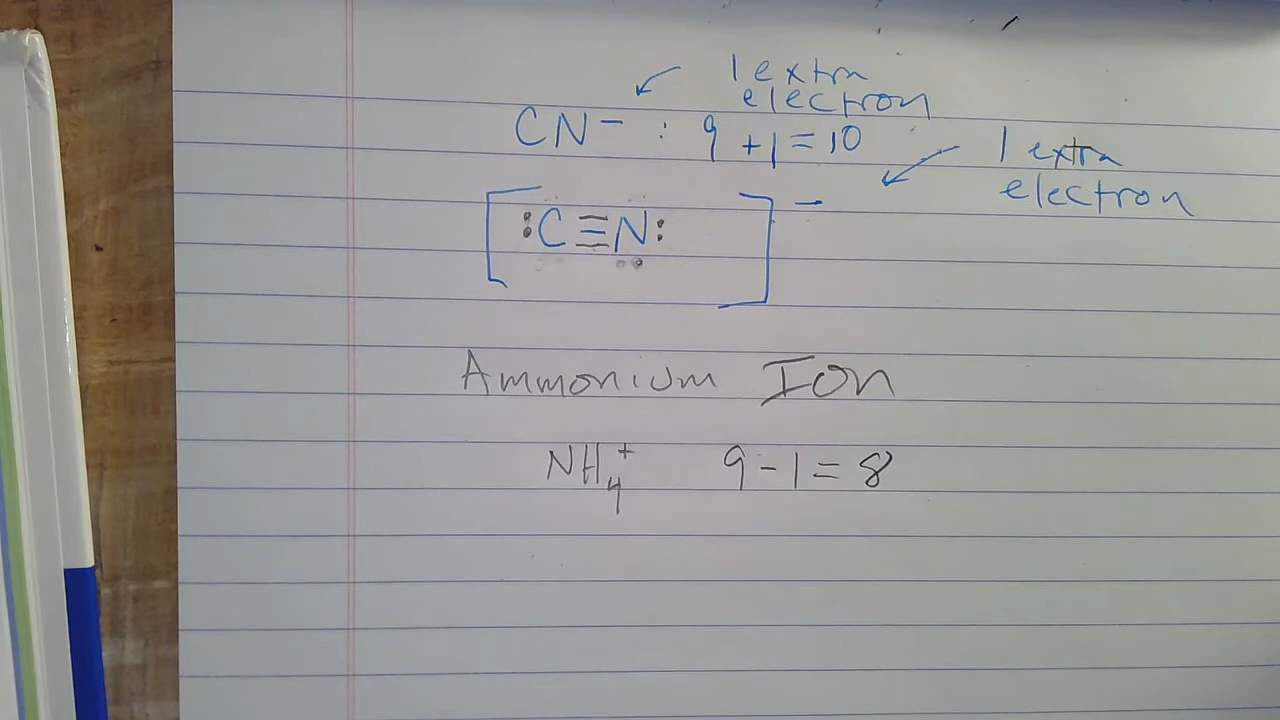 1 extra
electron
CN⁻ : 9 + 1 = 10
1 extra
electron
[:C≡N:]⁻
Ammonium Ion
NH₄⁺ 9 - 1 = 8